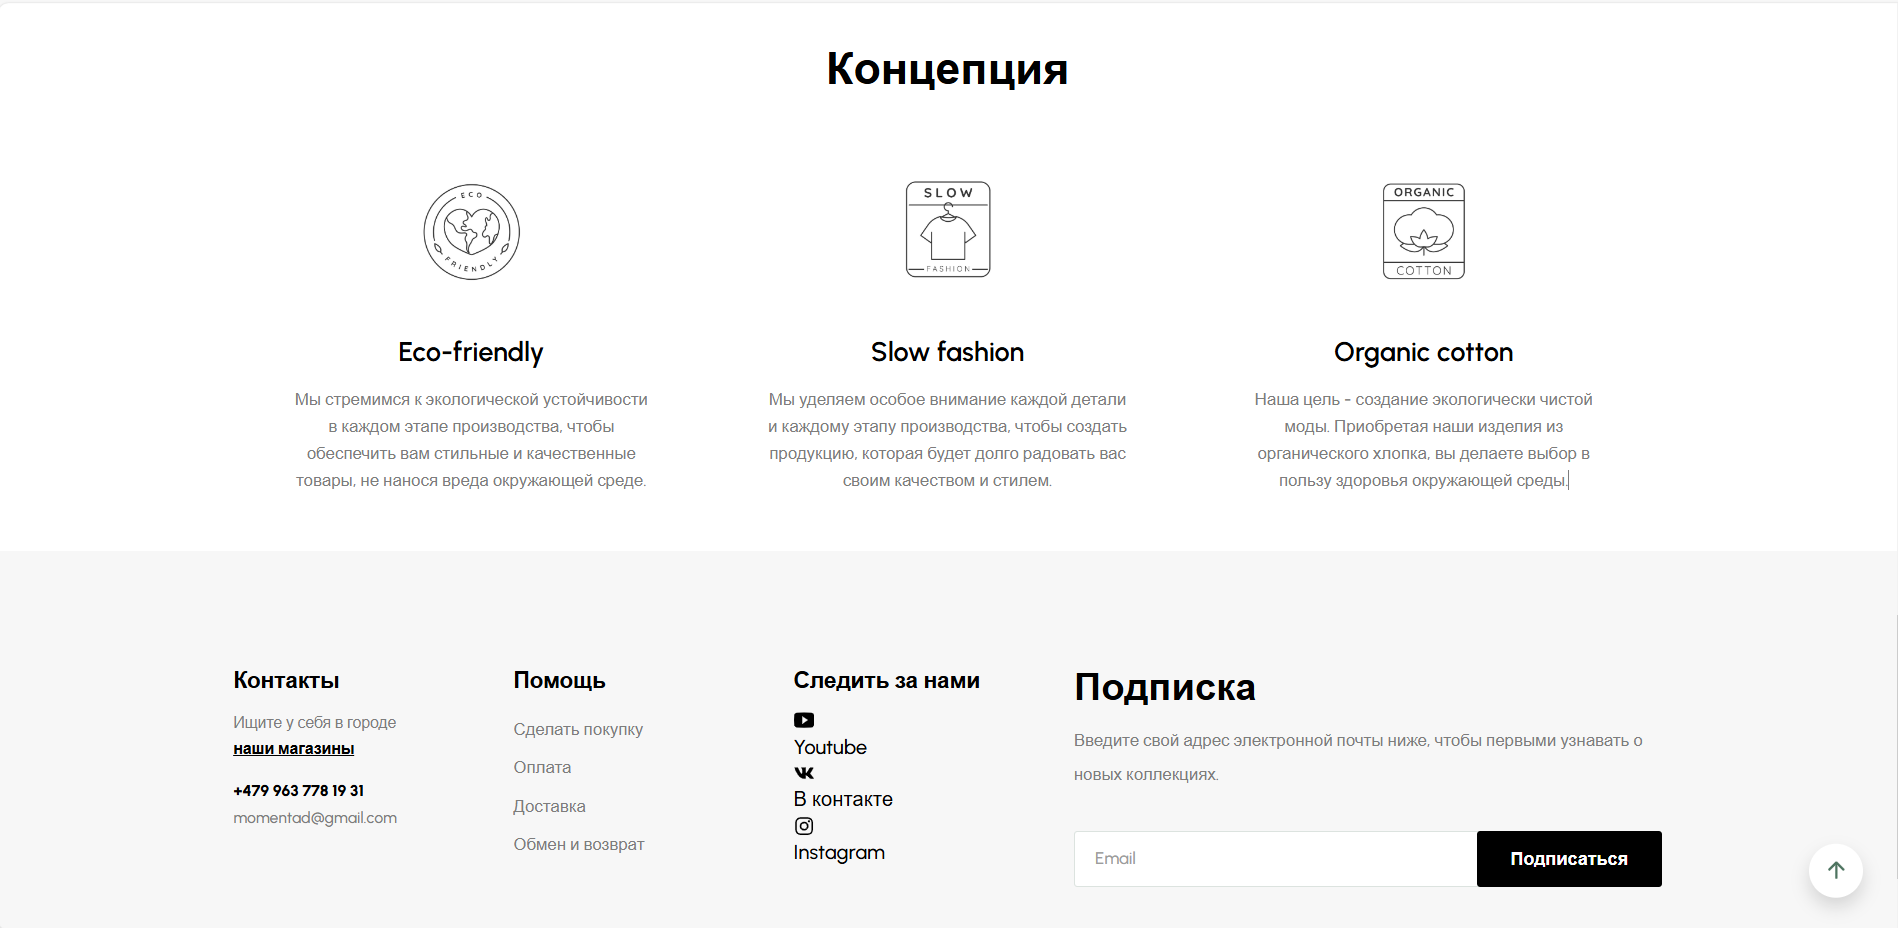 Концепция
ECO
FRIENDLY
SLOW
FASHION
ORGANIC
COTTON
Eco-friendly
Slow fashion
Organic cotton
Мы стремимся к экологической устойчивости
в каждом этапе производства, чтобы
обеспечить вам стильные и качественные
товары, не нанося вреда окружающей среде.
Мы уделяем особое внимание каждой детали
и каждому этапу производства, чтобы создать
продукцию, которая будет долго радовать вас
своим качеством и стилем.
Наша цель - создание экологически чистой
моды. Приобретая наши изделия из
органического хлопка, вы делаете выбор в
пользу здоровья окружающей среды.
Контакты
Ищите у себя в городе
наши магазины
+479 963 778 19 31
momentad@gmail.com
Помощь
Сделать покупку
Оплата
Доставка
Обмен и возврат
Следить за нами
Youtube
В контакте
Instagram
Подписка
Введите свой адрес электронной почты ниже, чтобы первыми узнавать о
новых коллекциях.
Email
Подписаться